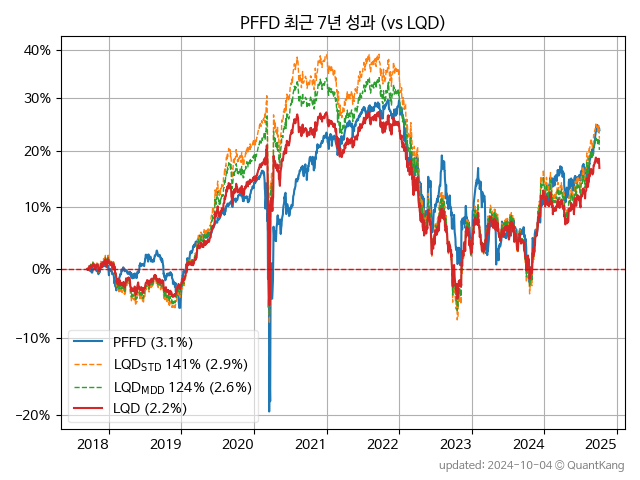 PFFD 최근 7년 성과 (vs LQD)
40%
30%
20%
10%
0%
−10%
−20%
PFFD (3.1%)
LQD_STD 141% (2.9%)
LQD_MDD 124% (2.6%)
LQD (2.2%)
2018 2019 2020 2021 2022 2023 2024 2025
updated: 2024-10-04 © QuantKang